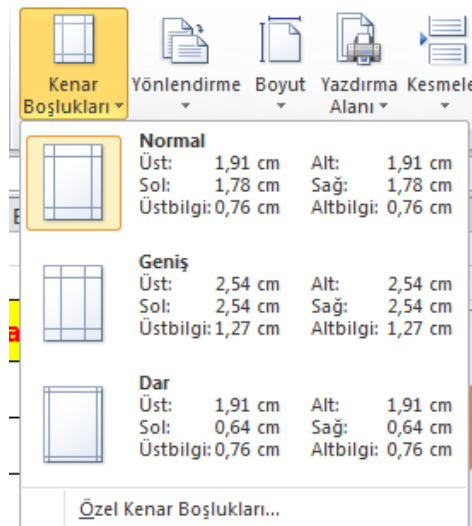 Kenar Boşlukları
Yönlendirme
Boyut
Yazdırma Alanı
Normal
Üst: 1,91 cm Alt: 1,91 cm
Sol: 1,78 cm Sağ: 1,78 cm
Üstbilgi: 0,76 cm Altbilgi: 0,76 cm
Geniş
Üst: 2,54 cm Alt: 2,54 cm
Sol: 2,54 cm Sağ: 2,54 cm
Üstbilgi: 1,27 cm Altbilgi: 1,27 cm
Dar
Üst: 1,91 cm Alt: 1,91 cm
Sol: 0,64 cm Sağ: 0,64 cm
Üstbilgi: 0,76 cm Altbilgi: 0,76 cm
Özel Kenar Boşlukları...